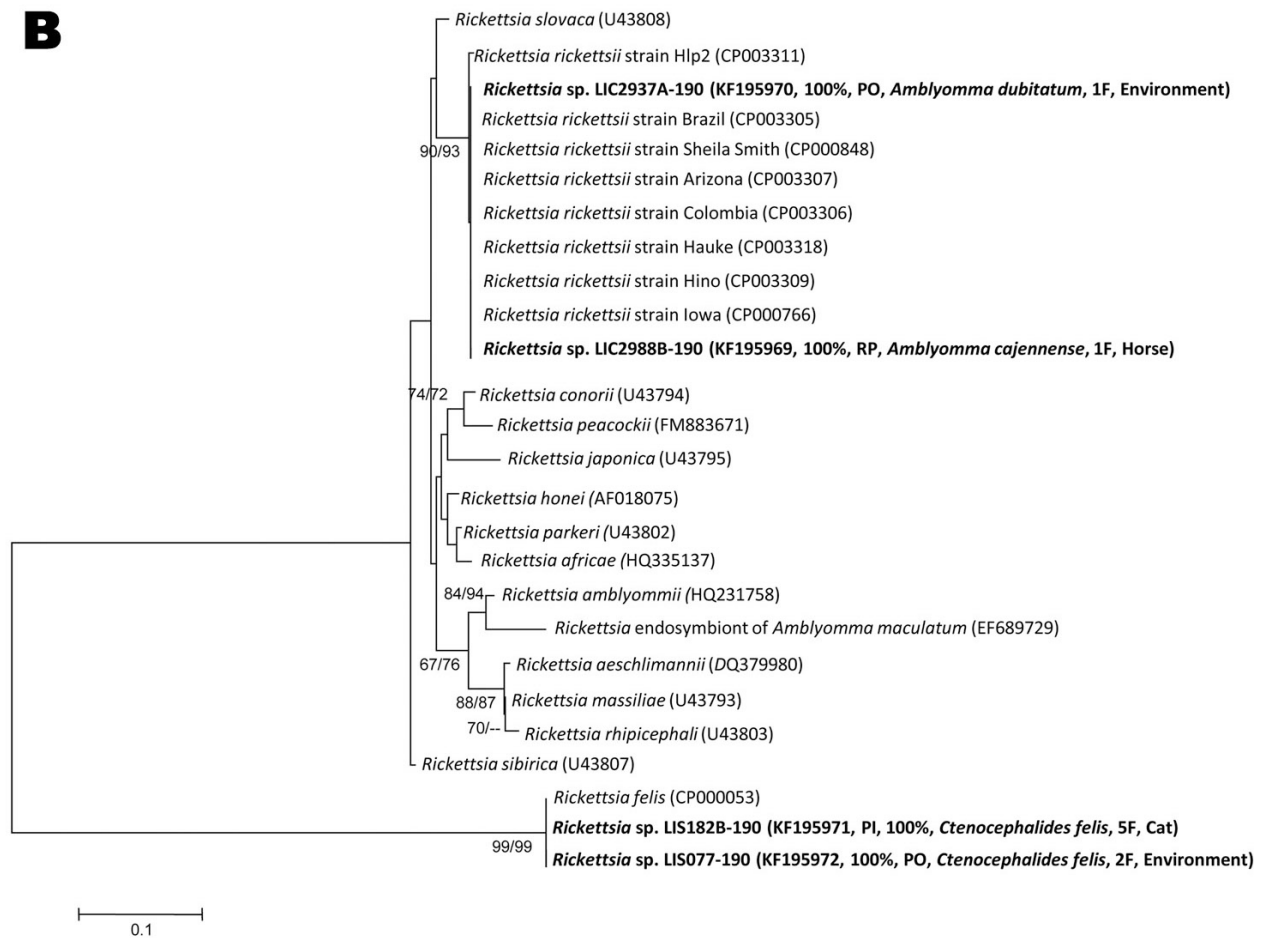 B
Rickettsia slovaca (U43808)
Rickettsia rickettsii strain Hlp2 (CP003311)
Rickettsia sp. LIC2937A-190 (KF195970, 100%, PO, Amblyomma dubitatum, 1F, Environment)
Rickettsia rickettsii strain Brazil (CP003305)
90/93
Rickettsia rickettsii strain Sheila Smith (CP000848)
Rickettsia rickettsii strain Arizona (CP003307)
Rickettsia rickettsii strain Colombia (CP003306)
Rickettsia rickettsii strain Hauke (CP003318)
Rickettsia rickettsii strain Hino (CP003309)
Rickettsia rickettsii strain Iowa (CP000766)
Rickettsia sp. LIC2988B-190 (KF195969, 100%, RP, Amblyomma cajennense, 1F, Horse)
74/72
Rickettsia conorii (U43794)
Rickettsia peacockii (FM883671)
Rickettsia japonica (U43795)
Rickettsia honei (AF018075)
Rickettsia parkeri (U43802)
Rickettsia africae (HQ335137)
84/94
Rickettsia amblyommii (HQ231758)
Rickettsia endosymbiont of Amblyomma maculatum (EF689729)
67/76
Rickettsia aeschlimannii (DQ379980)
88/87
Rickettsia massiliae (U43793)
70/--
Rickettsia rhipicephali (U43803)
Rickettsia sibirica (U43807)
Rickettsia felis (CP000053)
Rickettsia sp. LIS182B-190 (KF195971, PI, 100%, Ctenocephalides felis, 5F, Cat)
99/99
Rickettsia sp. LIS077-190 (KF195972, 100%, PO, Ctenocephalides felis, 2F, Environment)
0.1